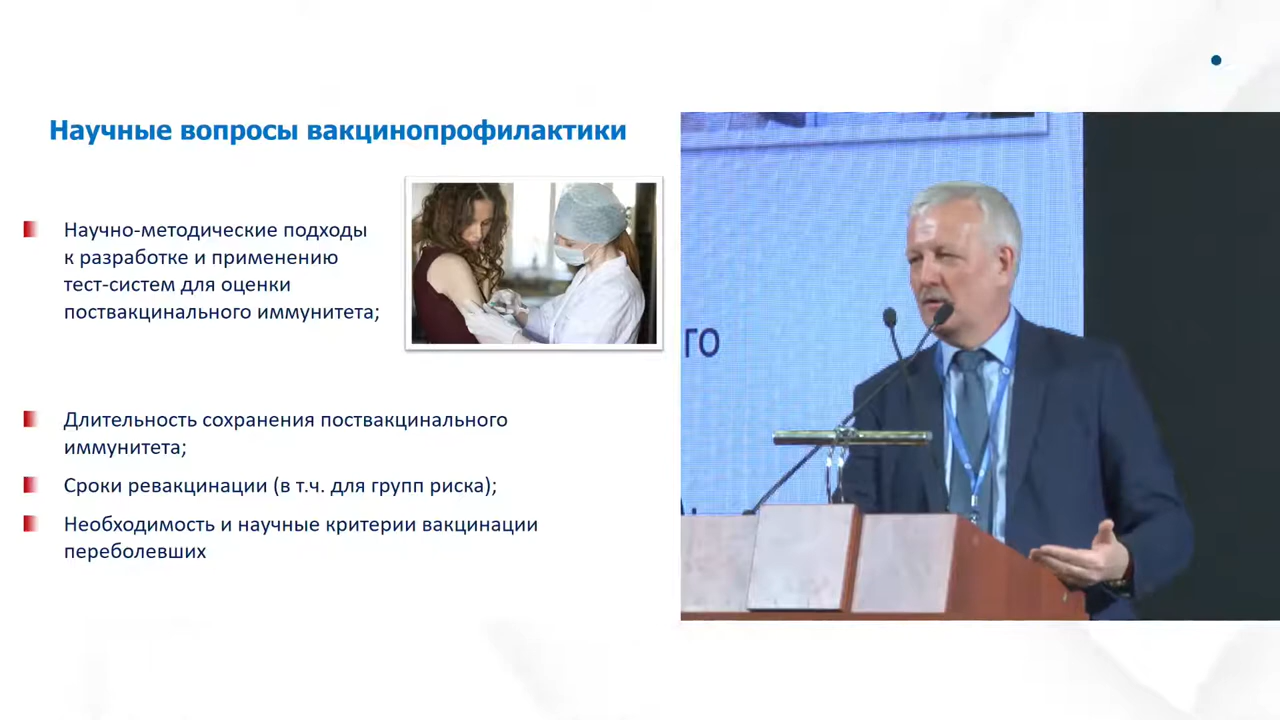 Научные вопросы вакцинопрофилактики
Научно-методические подходы
к разработке и применению
тест-систем для оценки
поствакцинального иммунитета;
Длительность сохранения поствакцинального
иммунитета;
Сроки ревакцинации (в т.ч. для групп риска);
Необходимость и научные критерии вакцинации
переболевших
го